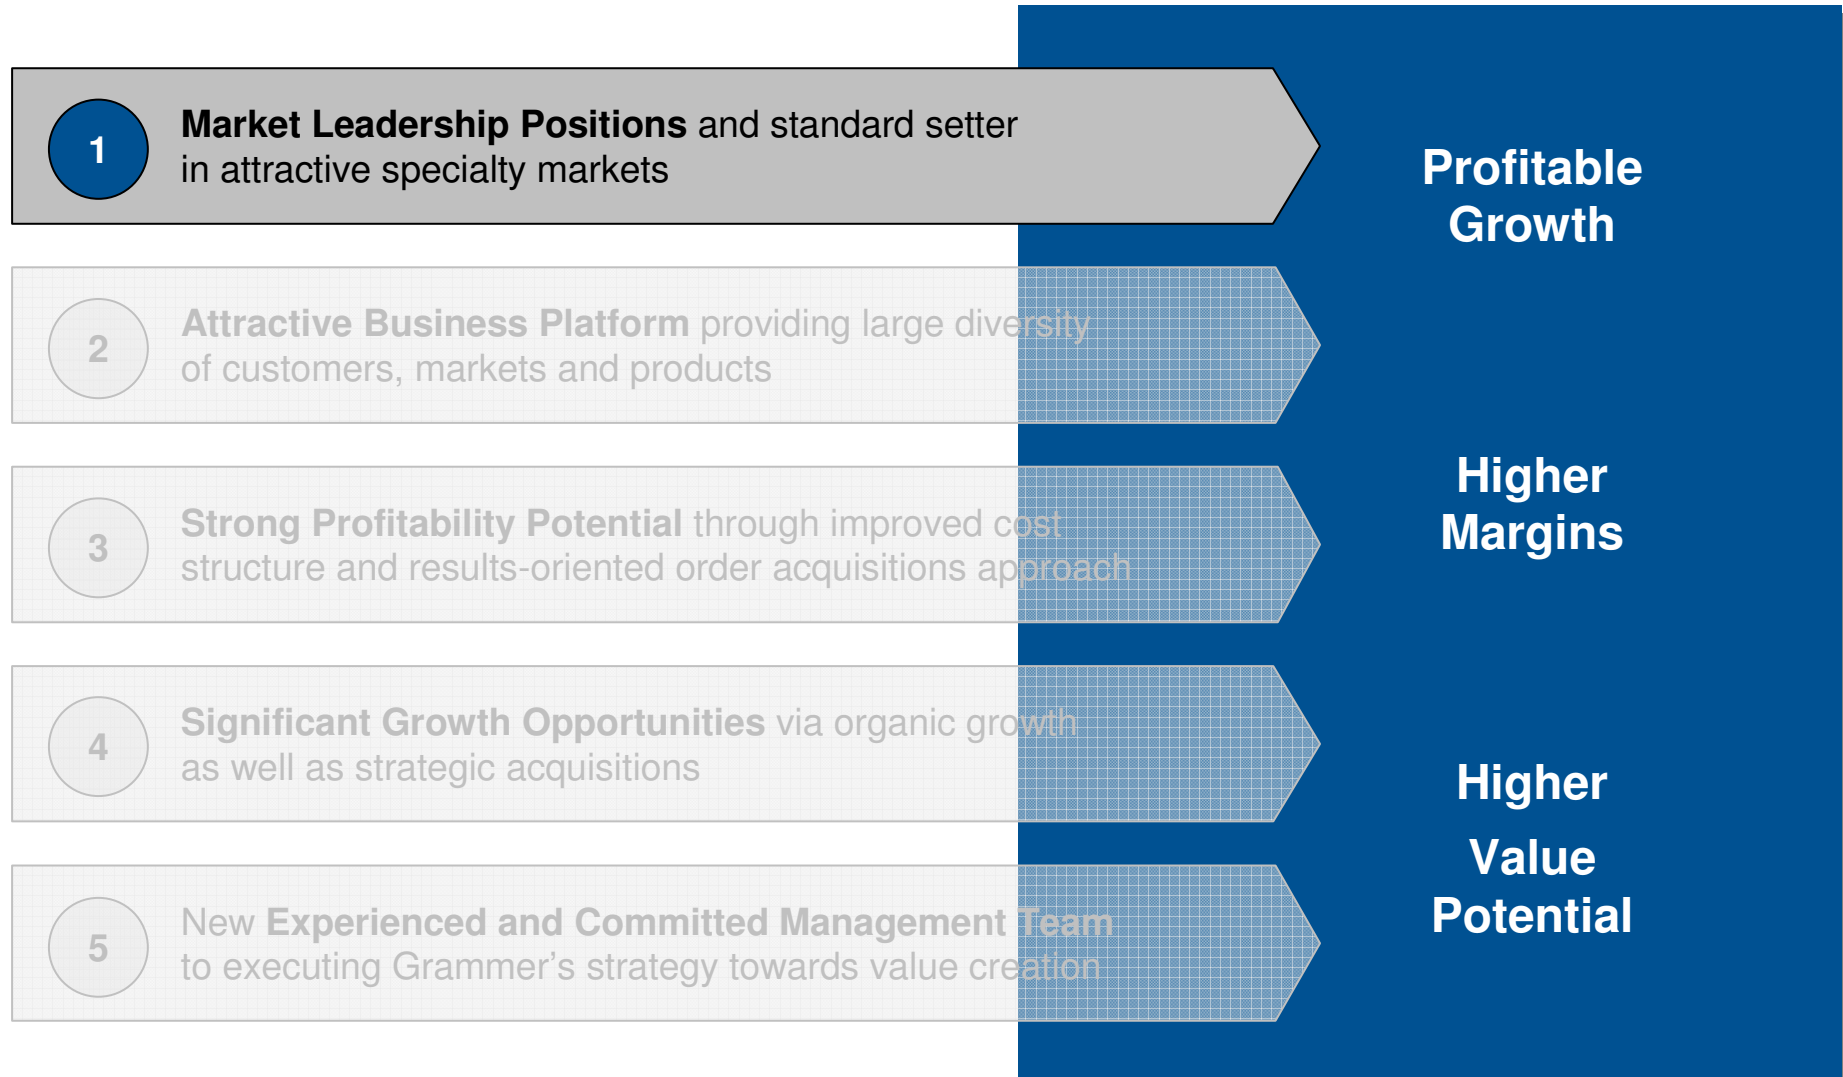 1
Market Leadership Positions and standard setter
in attractive specialty markets
2
Attractive Business Platform providing large diversity
of customers, markets and products
3
Strong Profitability Potential through improved cost
structure and results-oriented order acquisitions approach
4
Significant Growth Opportunities via organic growth
as well as strategic acquisitions
5
New Experienced and Committed Management Team
to executing Grammer’s strategy towards value creation
Profitable
Growth
Higher
Margins
Higher
Value
Potential